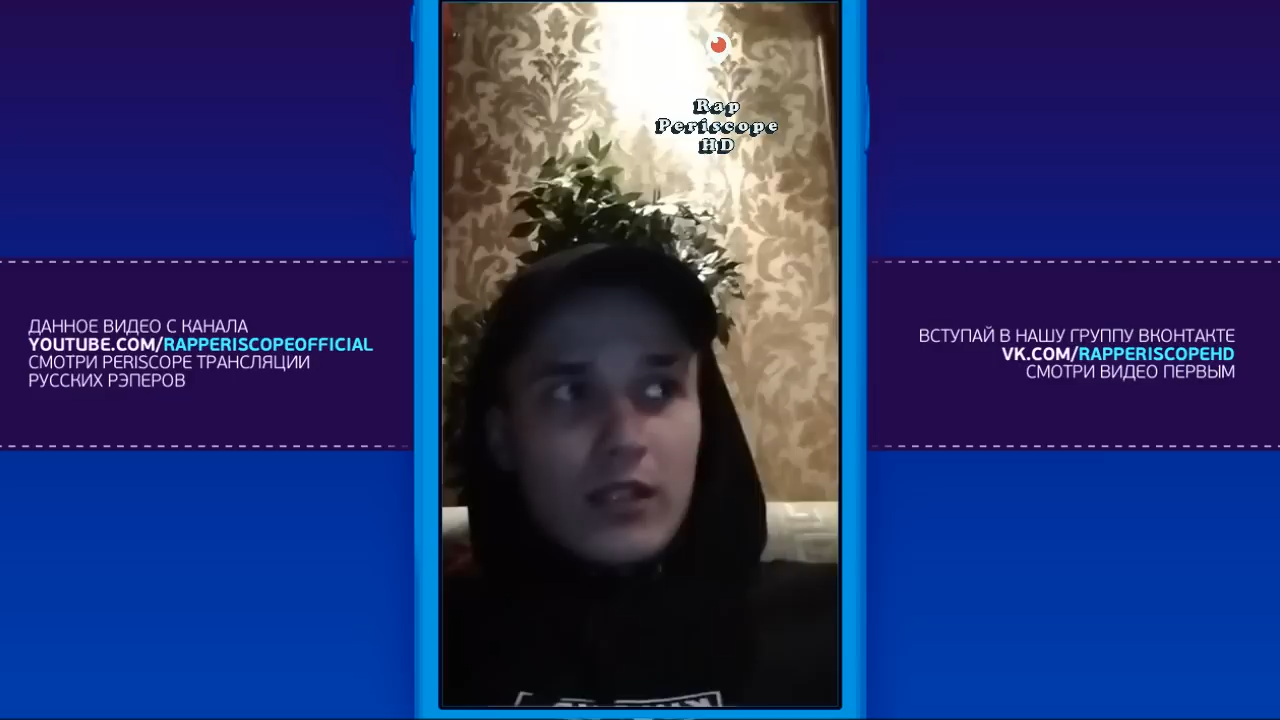 Rap
Periscope
HD
ДАННОЕ ВИДЕО С КАНАЛА
YOUTUBE.COM/RAPPERISCOPEOFFICIAL
СМОТРИ PERISCOPE ТРАНСЛЯЦИИ
РУССКИХ РЭПЕРОВ
ВСТУПАЙ В НАШУ ГРУППУ ВКОНТАКТЕ
VK.COM/RAPPERISCOPEHD
СМОТРИ ВИДЕО ПЕРВЫМ